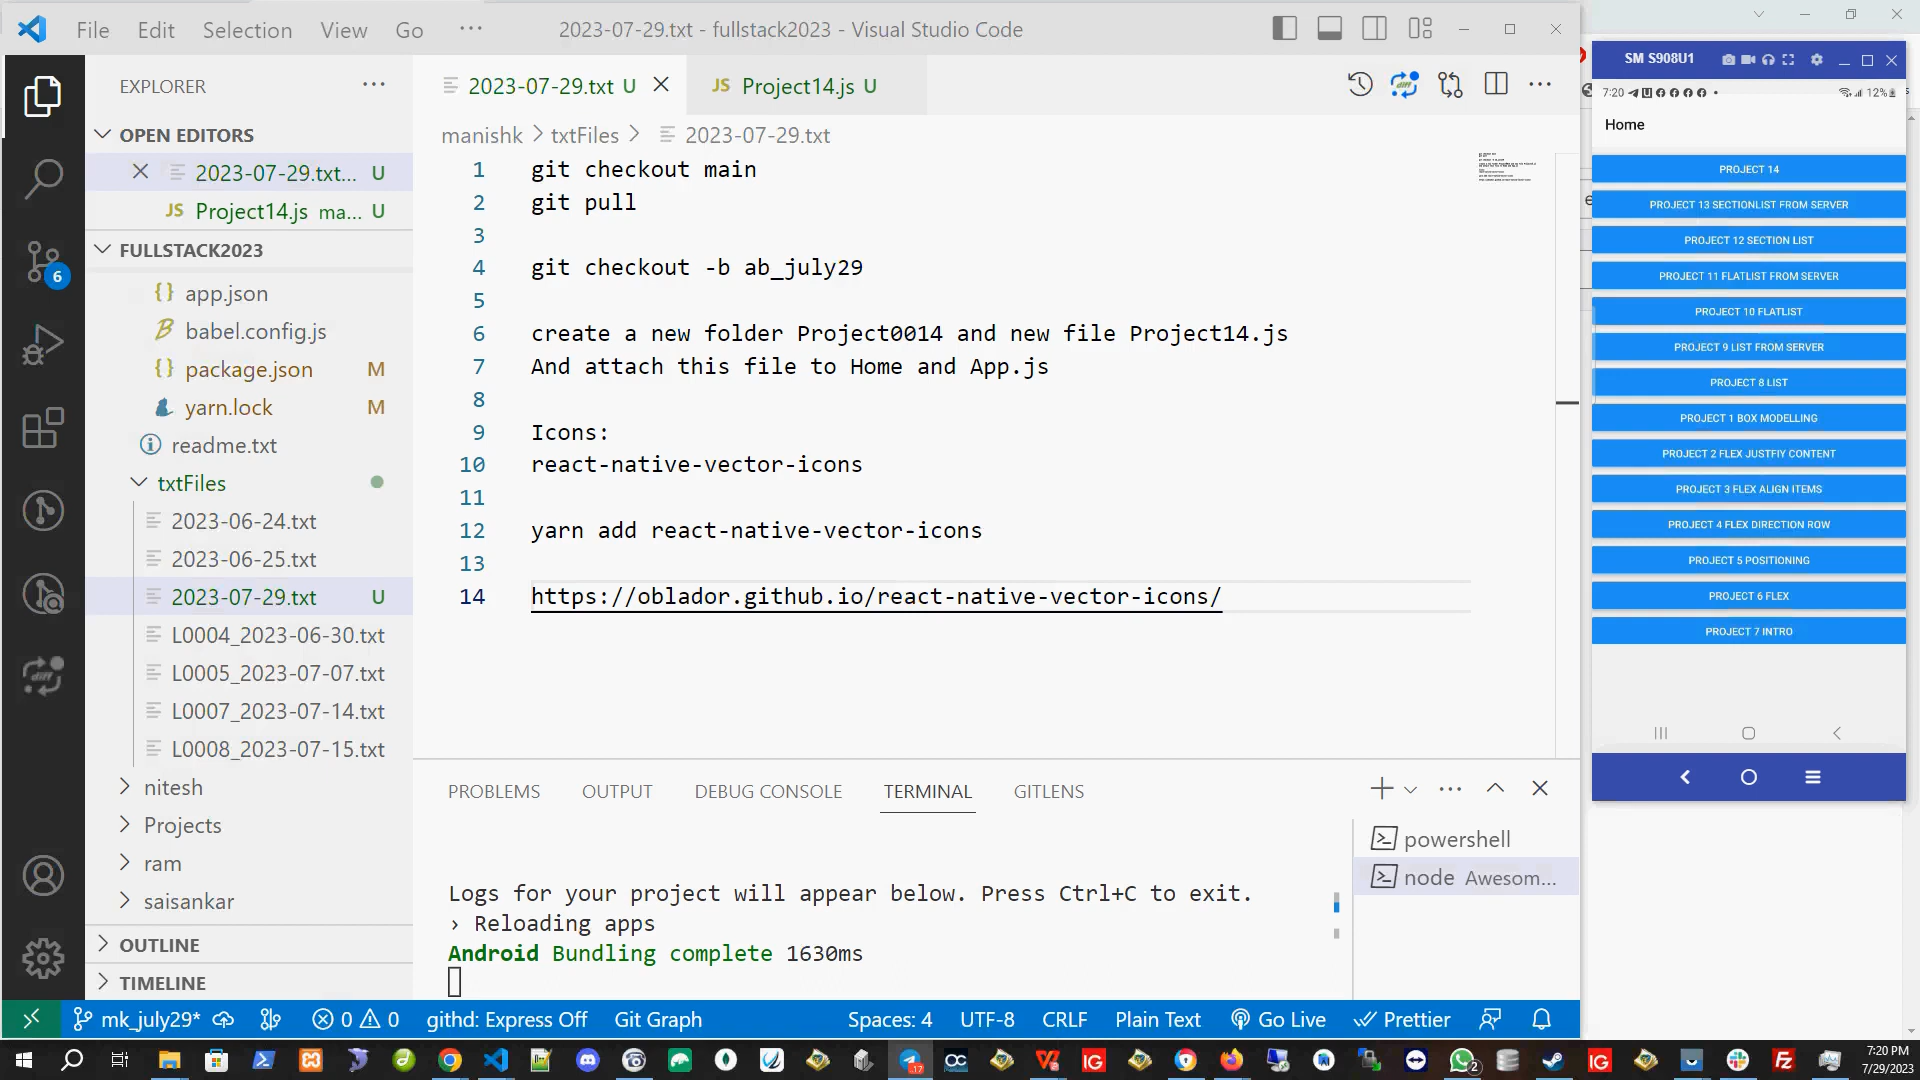 File Edit Selection View Go ··· 2023-07-29.txt - fullstack2023 - Visual Studio Code
EXPLORER
OPEN EDITORS
2023-07-29.txt... U
JS Project14.js ma... U
FULLSTACK2023
{} app.json
babel.config.js
{} package.json M
yarn.lock M
readme.txt
txtFiles
2023-06-24.txt
2023-06-25.txt
2023-07-29.txt U
L0004_2023-06-30.txt
L0005_2023-07-07.txt
L0007_2023-07-14.txt
L0008_2023-07-15.txt
nitesh
Projects
ram
saisankar
OUTLINE
TIMELINE
6
2023-07-29.txt U
JS Project14.js U
manishk > txtFiles > 2023-07-29.txt
1 git checkout main
2 git pull
3
4 git checkout -b ab_july29
5
6 create a new folder Project0014 and new file Project14.js
7 And attach this file to Home and App.js
8
9 Icons:
10 react-native-vector-icons
11
12 yarn add react-native-vector-icons
13
14 https://oblador.github.io/react-native-vector-icons/
PROBLEMS OUTPUT DEBUG CONSOLE TERMINAL GITLENS
Logs for your project will appear below. Press Ctrl+C to exit.
› Reloading apps
Android Bundling complete 1630ms
powershell
node Awesom...
mk_july29* 0 0 githd: Express Off Git Graph Spaces: 4 UTF-8 CRLF Plain Text Go Live Prettier
SM S908U1
7:20 12%
Home
PROJECT 14
PROJECT 13 SECTIONLIST FROM SERVER
PROJECT 12 SECTION LIST
PROJECT 11 FLATLIST FROM SERVER
PROJECT 10 FLATLIST
PROJECT 9 LIST FROM SERVER
PROJECT 8 LIST
PROJECT 1 BOX MODELLING
PROJECT 2 FLEX JUSTFIY CONTENT
PROJECT 3 FLEX ALIGN ITEMS
PROJECT 4 FLEX DIRECTION ROW
PROJECT 5 POSITIONING
PROJECT 6 FLEX
PROJECT 7 INTRO
7:20 PM
7/29/2023